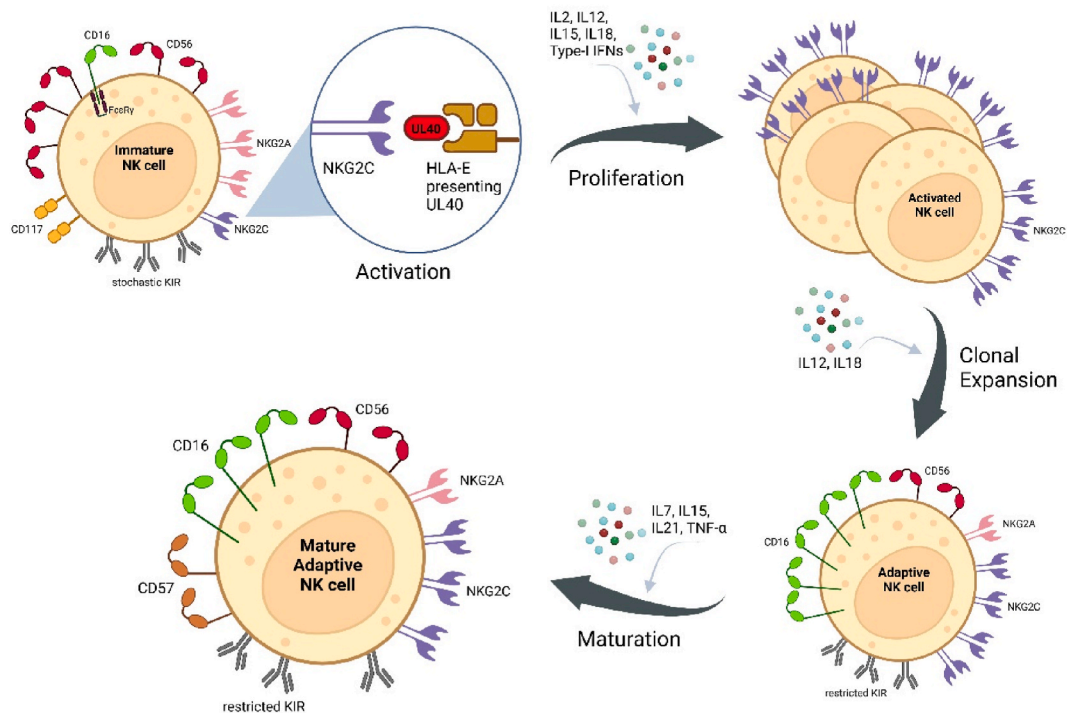 CD16
CD56
FcεRγ
Immature
NK cell
NKG2A
NKG2C
CD117
stochastic KIR
NKG2C
UL40
HLA-E
presenting
UL40
Activation
IL2, IL12,
IL15, IL18,
Type-I IFNs
Proliferation
Activated
NK cell
NKG2C
IL12, IL18
Clonal
Expansion
CD56
CD16
NKG2A
Adaptive
NK cell
NKG2C
restricted KIR
IL7, IL15,
IL21, TNF-α
Maturation
CD56
CD16
NKG2A
Mature
Adaptive
NK cell
CD57
NKG2C
restricted KIR